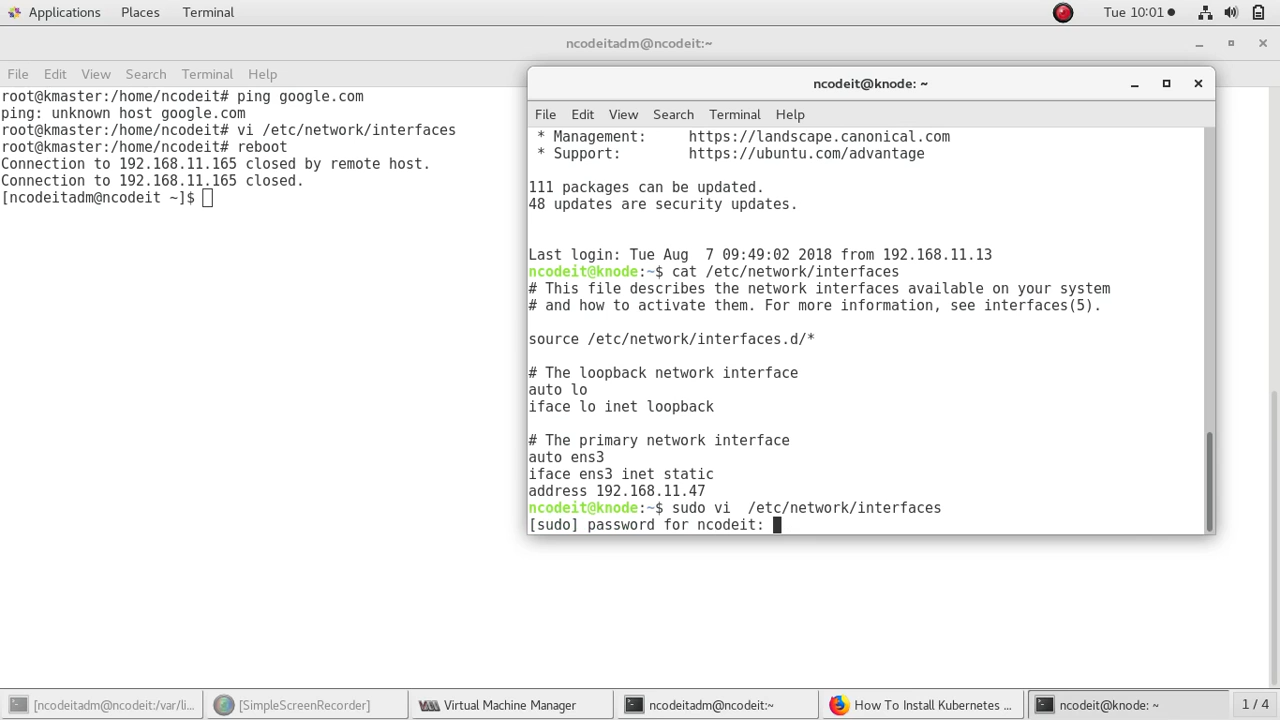 Applications Places Terminal Tue 10:01
ncodeitadm@ncodeit:~
File Edit View Search Terminal Help
root@kmaster:/home/ncodeit# ping google.com
ping: unknown host google.com
root@kmaster:/home/ncodeit# vi /etc/network/interfaces
root@kmaster:/home/ncodeit# reboot
Connection to 192.168.11.165 closed by remote host.
Connection to 192.168.11.165 closed.
[ncodeitadm@ncodeit ~]$
ncodeit@knode: ~
File Edit View Search Terminal Help
* Management: https://landscape.canonical.com
* Support: https://ubuntu.com/advantage
111 packages can be updated.
48 updates are security updates.
Last login: Tue Aug  7 09:49:02 2018 from 192.168.11.13
ncodeit@knode:~$ cat /etc/network/interfaces
# This file describes the network interfaces available on your system
# and how to activate them. For more information, see interfaces(5).
source /etc/network/interfaces.d/*
# The loopback network interface
auto lo
iface lo inet loopback
# The primary network interface
auto ens3
iface ens3 inet static
address 192.168.11.47
ncodeit@knode:~$ sudo vi  /etc/network/interfaces
[sudo] password for ncodeit:
[ncodeitadm@ncodeit:/var/li... [SimpleScreenRecorder] Virtual Machine Manager ncodeitadm@ncodeit:~ How To Install Kubernetes ... ncodeit@knode: ~ 1 / 4